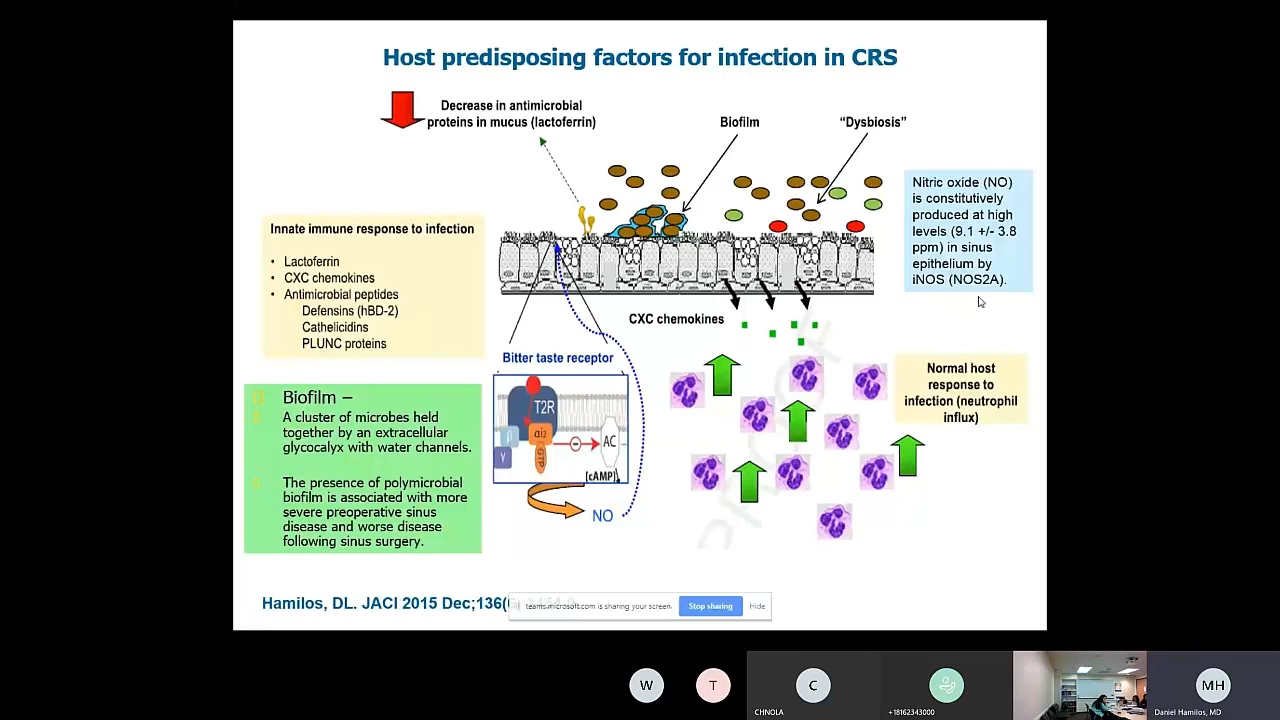 Host predisposing factors for infection in CRS
Decrease in antimicrobial
proteins in mucus (lactoferrin)
Biofilm
“Dysbiosis”
Nitric oxide (NO)
is constitutively
produced at high
levels (9.1 +/- 3.8
ppm) in sinus
epithelium by
iNOS (NOS2A).
Innate immune response to infection
• Lactoferrin
• CXC chemokines
• Antimicrobial peptides
Defensins (hBD-2)
Cathelicidins
PLUNC proteins
CXC chemokines
Bitter taste receptor
T2R
β
γ
GTP
AC
[cAMP]
NO
Normal host
response to
infection (neutrophil
influx)
Biofilm –
A cluster of microbes held
together by an extracellular
glycocalyx with water channels.
The presence of polymicrobial
biofilm is associated with more
severe preoperative sinus
disease and worse disease
following sinus surgery.
Hamilos, DL. JACI 2015 Dec;136(
teams.microsoft.com is sharing your screen.
Stop sharing
Hide
W
T
C
MH
CHNOLA
+18162343000
Daniel Hamilos, MD